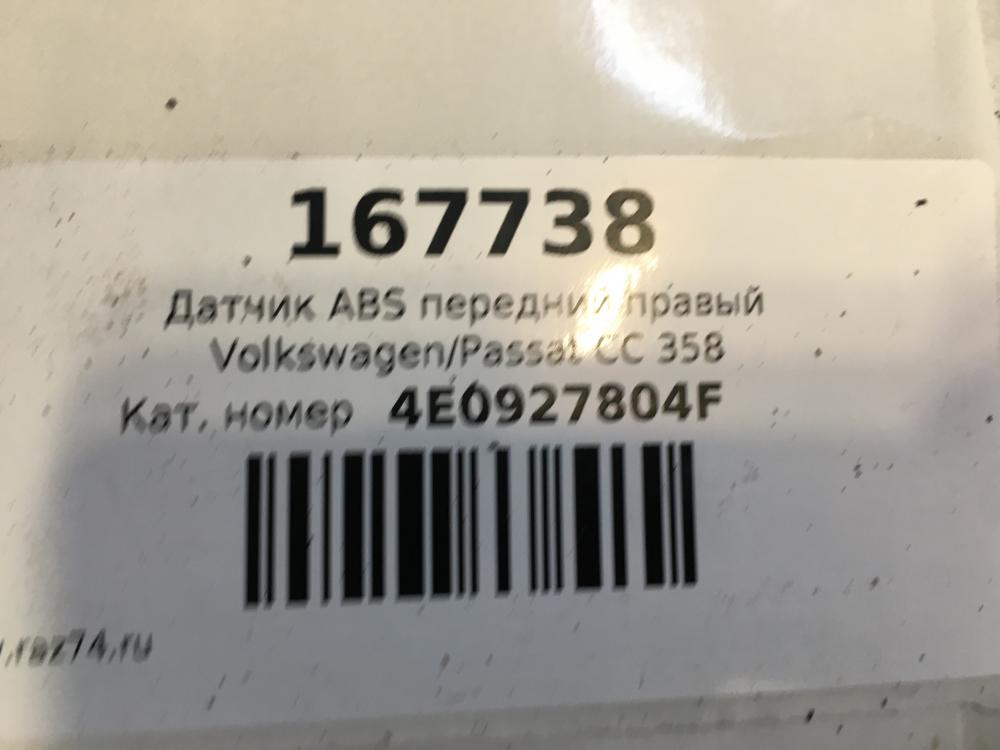 167738
Датчик ABS передний правый
Volkswagen/Passat CC 358
Кат. номер 4E0927804F
.raz74.ru